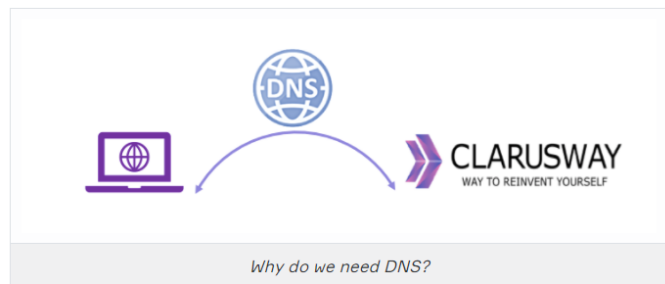 DNS
CLARUSWAY
WAY TO REINVENT YOURSELF
Why do we need DNS?